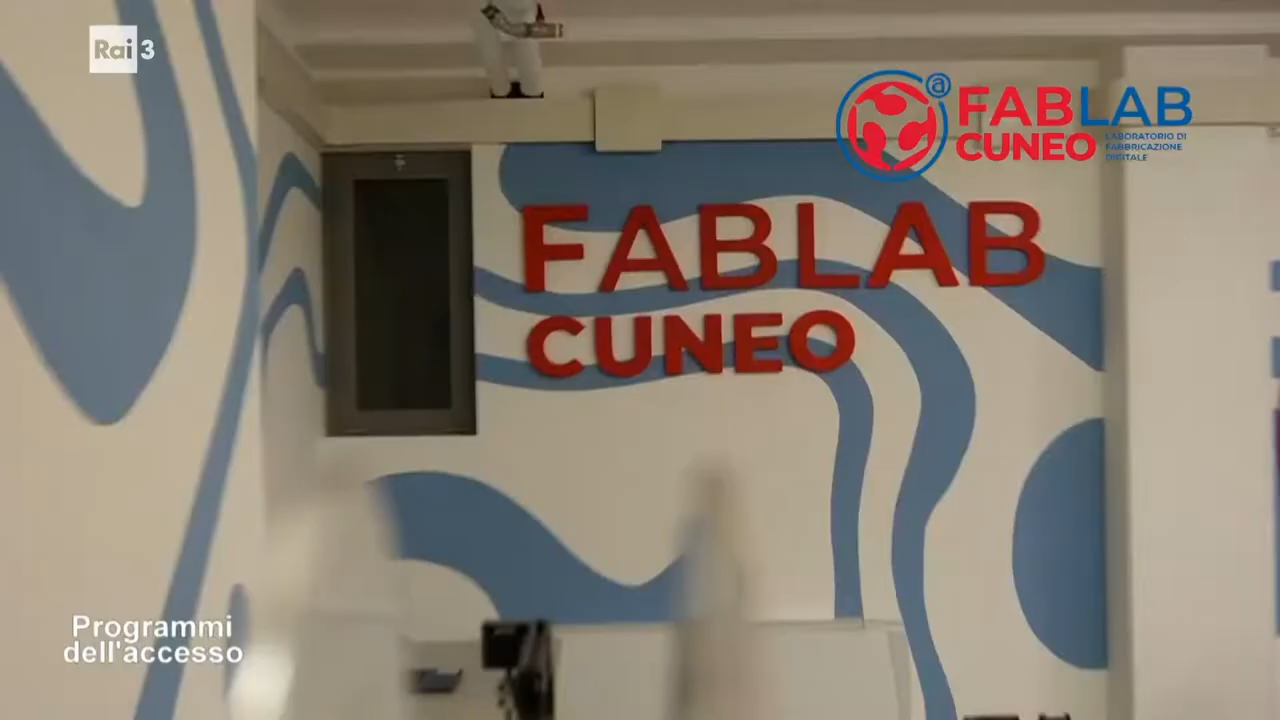 Rai 3
@ FABLAB
CUNEO
LABORATORIO DI
FABBRICAZIONE
DIGITALE
FABLAB
CUNEO
Programmi
dell'accesso